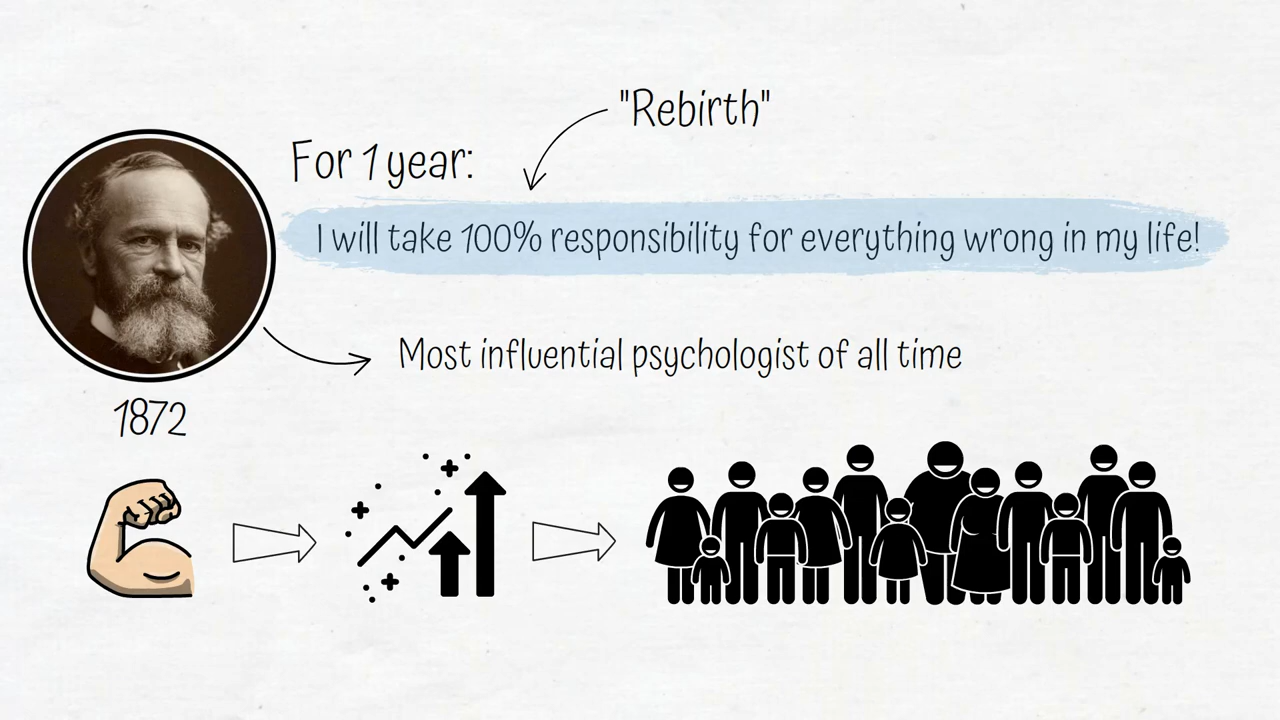 "Rebirth"
For 1 year:
I will take 100% responsibility for everything wrong in my life!
Most influential psychologist of all time
1872